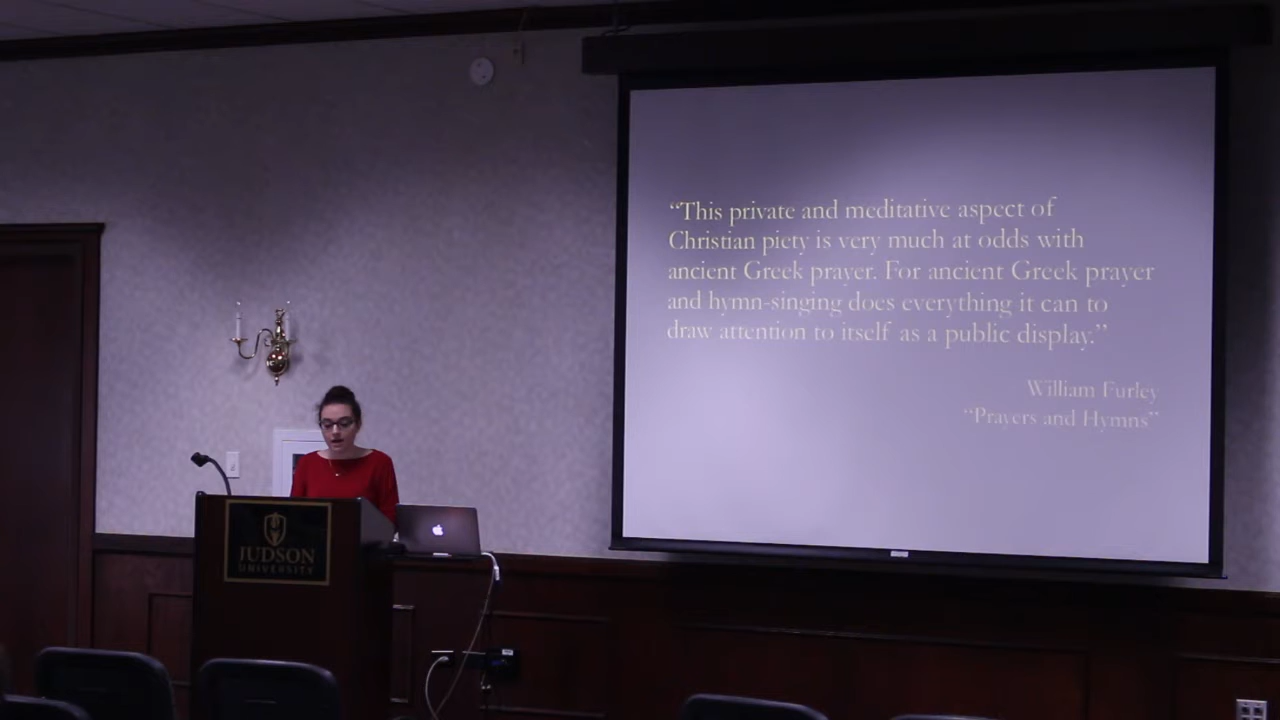 “This private and meditative aspect of
Christian piety is very much at odds with
ancient Greek prayer. For ancient Greek prayer
and hymn-singing does everything it can to
draw attention to itself as a public display.”
William Furley
“Prayers and Hymns”
JUDSON
UNIVERSITY